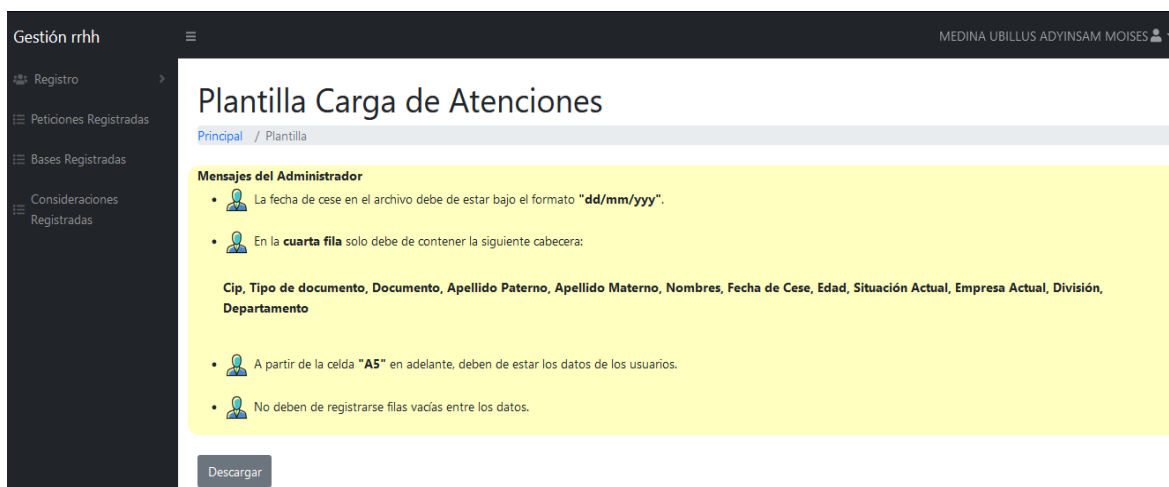 Gestión rrhh
MEDINA UBILLUS ADYINSAM MOISES
Registro
Peticiones Registradas
Bases Registradas
Consideraciones
Registradas
Plantilla Carga de Atenciones
Principal / Plantilla
Mensajes del Administrador
La fecha de cese en el archivo debe de estar bajo el formato "dd/mm/yyy".
En la cuarta fila solo debe de contener la siguiente cabecera:
Cip, Tipo de documento, Documento, Apellido Paterno, Apellido Materno, Nombres, Fecha de Cese, Edad, Situación Actual, Empresa Actual, División,
Departamento
A partir de la celda "A5" en adelante, deben de estar los datos de los usuarios.
No deben de registrarse filas vacías entre los datos.
Descargar